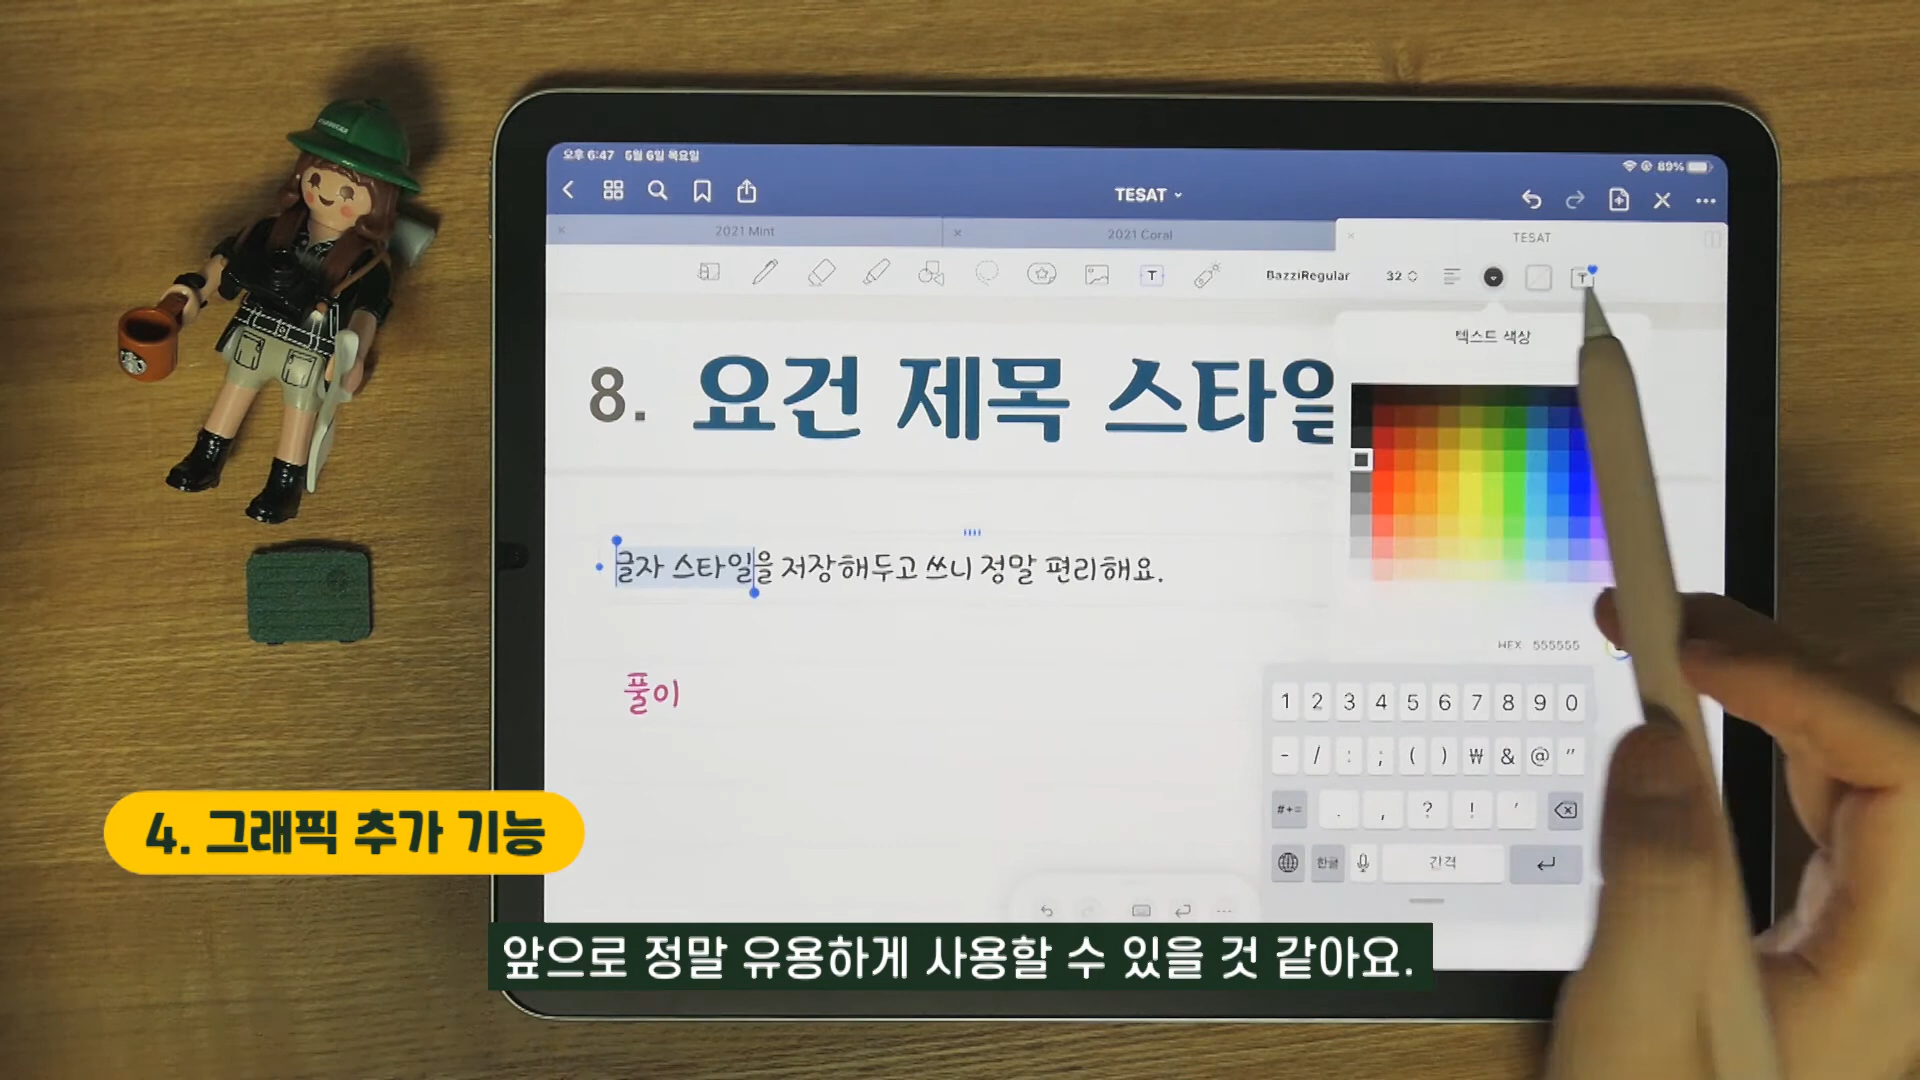 오후 6:47 5월 6일 목요일
89%
TESAT
2021 Mint
2021 Coral
TESAT
T
BazziRegular 32
T
텍스트 색상
8. 요건 제목 스타일
글자 스타일을 저장해두고 쓰니 정말 편리해요.
HEX 555555
풀이
1 2 3 4 5 6 7 8 9 0
- / : ; ( ) ₩ & @ "
#+= . , ? ! '
한글 간격
4. 그래픽 추가 기능
앞으로 정말 유용하게 사용할 수 있을 것 같아요.